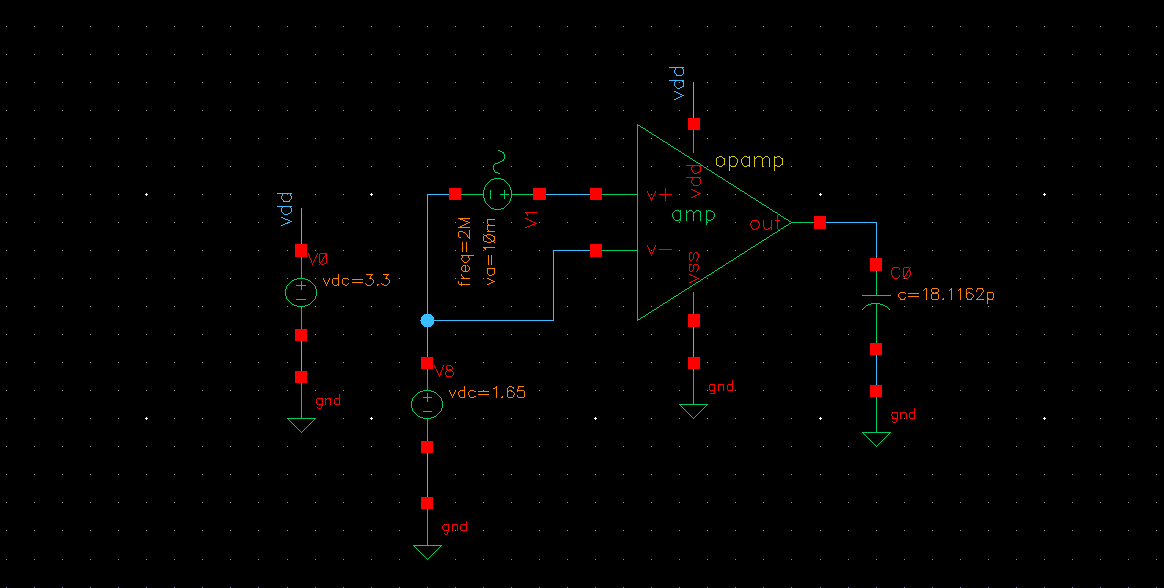 vdd
opamp
vdd
v+
V1
amp
out
freq=2M
va=10m
v-
vss
vdd
V0
vdc=3.3
C0
c=18.1162p
V8
vdc=1.65
gnd
gnd
gnd
gnd